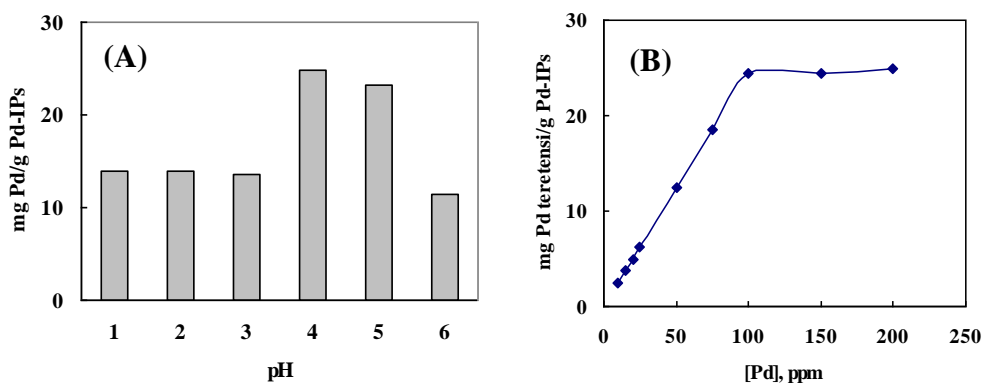 (A)
mg Pd/g Pd-IPs
30
20
10
0
1 2 3 4 5 6
pH
(B)
mg Pd teretensi/g Pd-IPs
30
20
10
0
0 50 100 150 200 250
[Pd], ppm